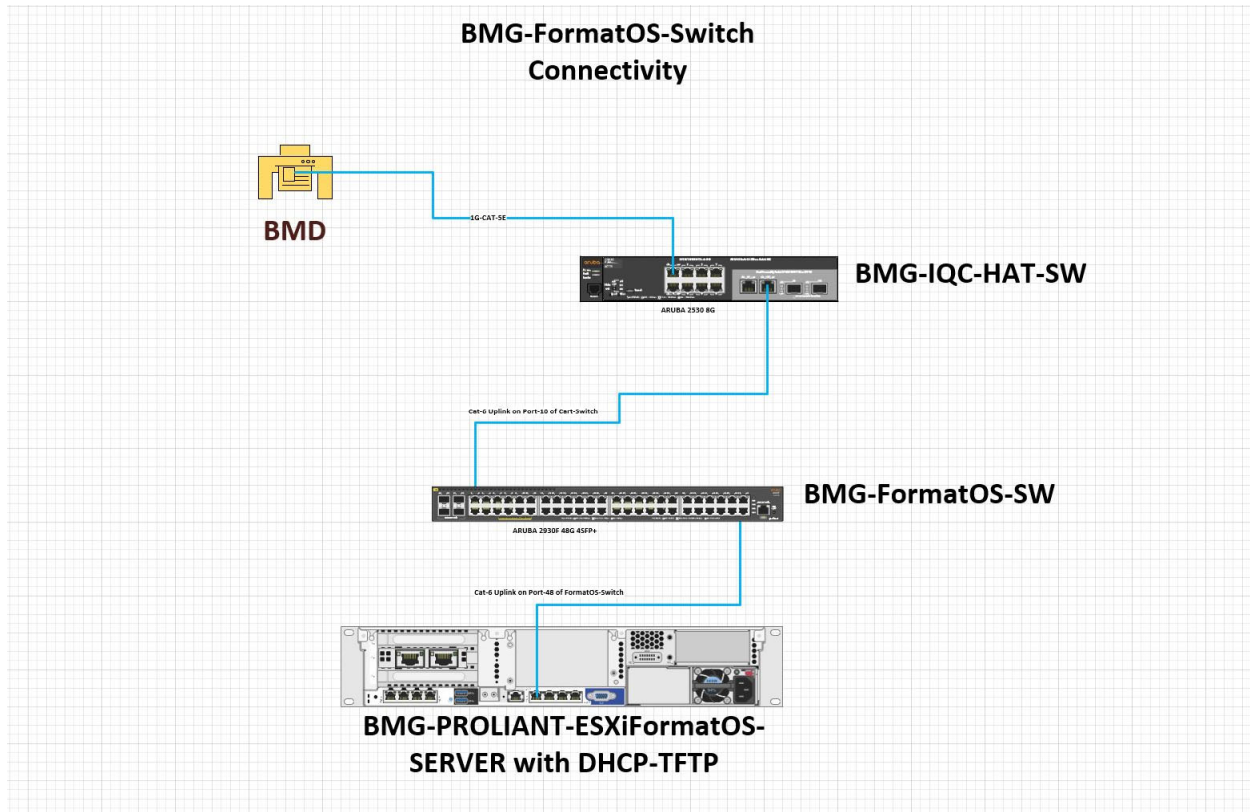 BMG-FormatOS-Switch
Connectivity
BMD
1G-CAT-5E
BMG-IQC-HAT-SW
ARUBA 2530 8G
Cat-6 Uplink on Port-10 of Cart-Switch
BMG-FormatOS-SW
ARUBA 2930F 48G 4SFP+
Cat-6 Uplink on Port-48 of FormatOS-Switch
BMG-PROLIANT-ESXiFormatOS-
SERVER with DHCP-TFTP